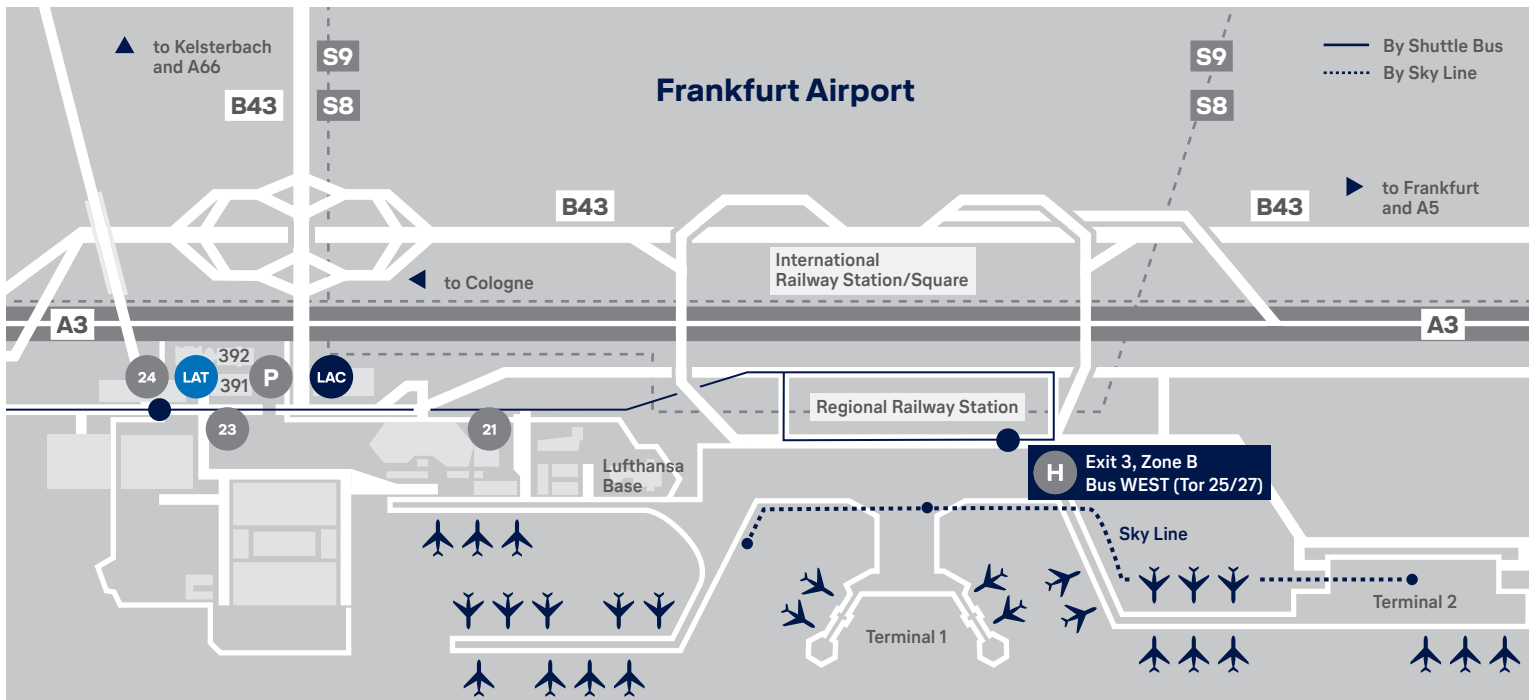 to Kelsterbach
and A66
S9
S8
B43
Frankfurt Airport
S9
S8
By Shuttle Bus
By Sky Line
B43
to Frankfurt
and A5
B43
International
Railway Station/Square
to Cologne
A3
A3
24
LAT
392
391
P
LAC
23
21
Regional Railway Station
Lufthansa
Base
H
Exit 3, Zone B
Bus WEST (Tor 25/27)
Sky Line
Terminal 2
Terminal 1